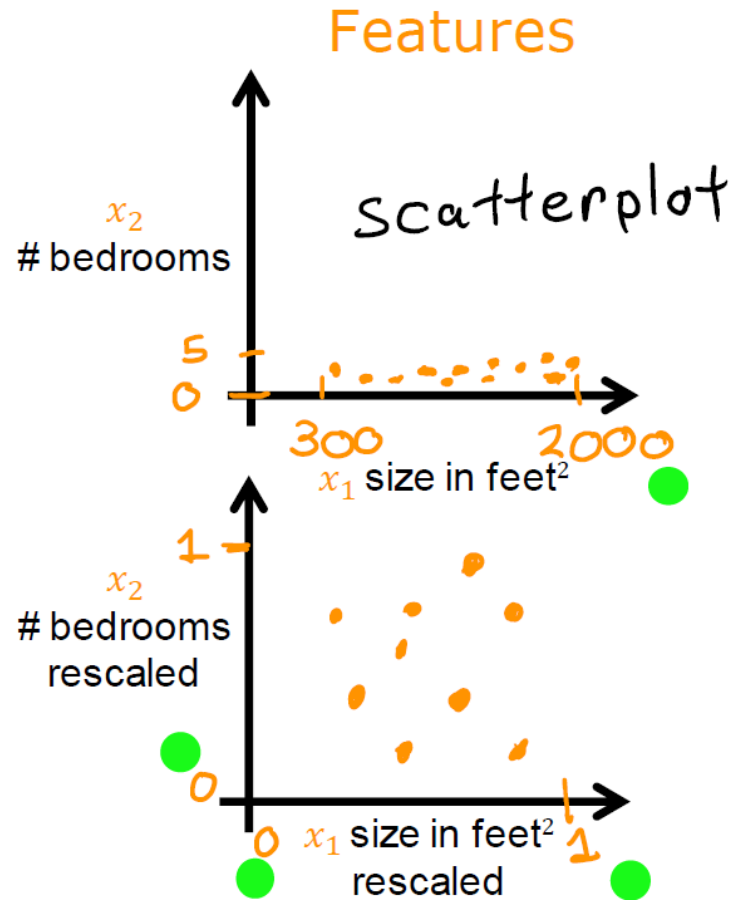 Features
scatterplot
x₂
# bedrooms
5
0
300 2000
x₁ size in feet²
1
x₂
# bedrooms
rescaled
0
0 x₁ size in feet² 1
rescaled